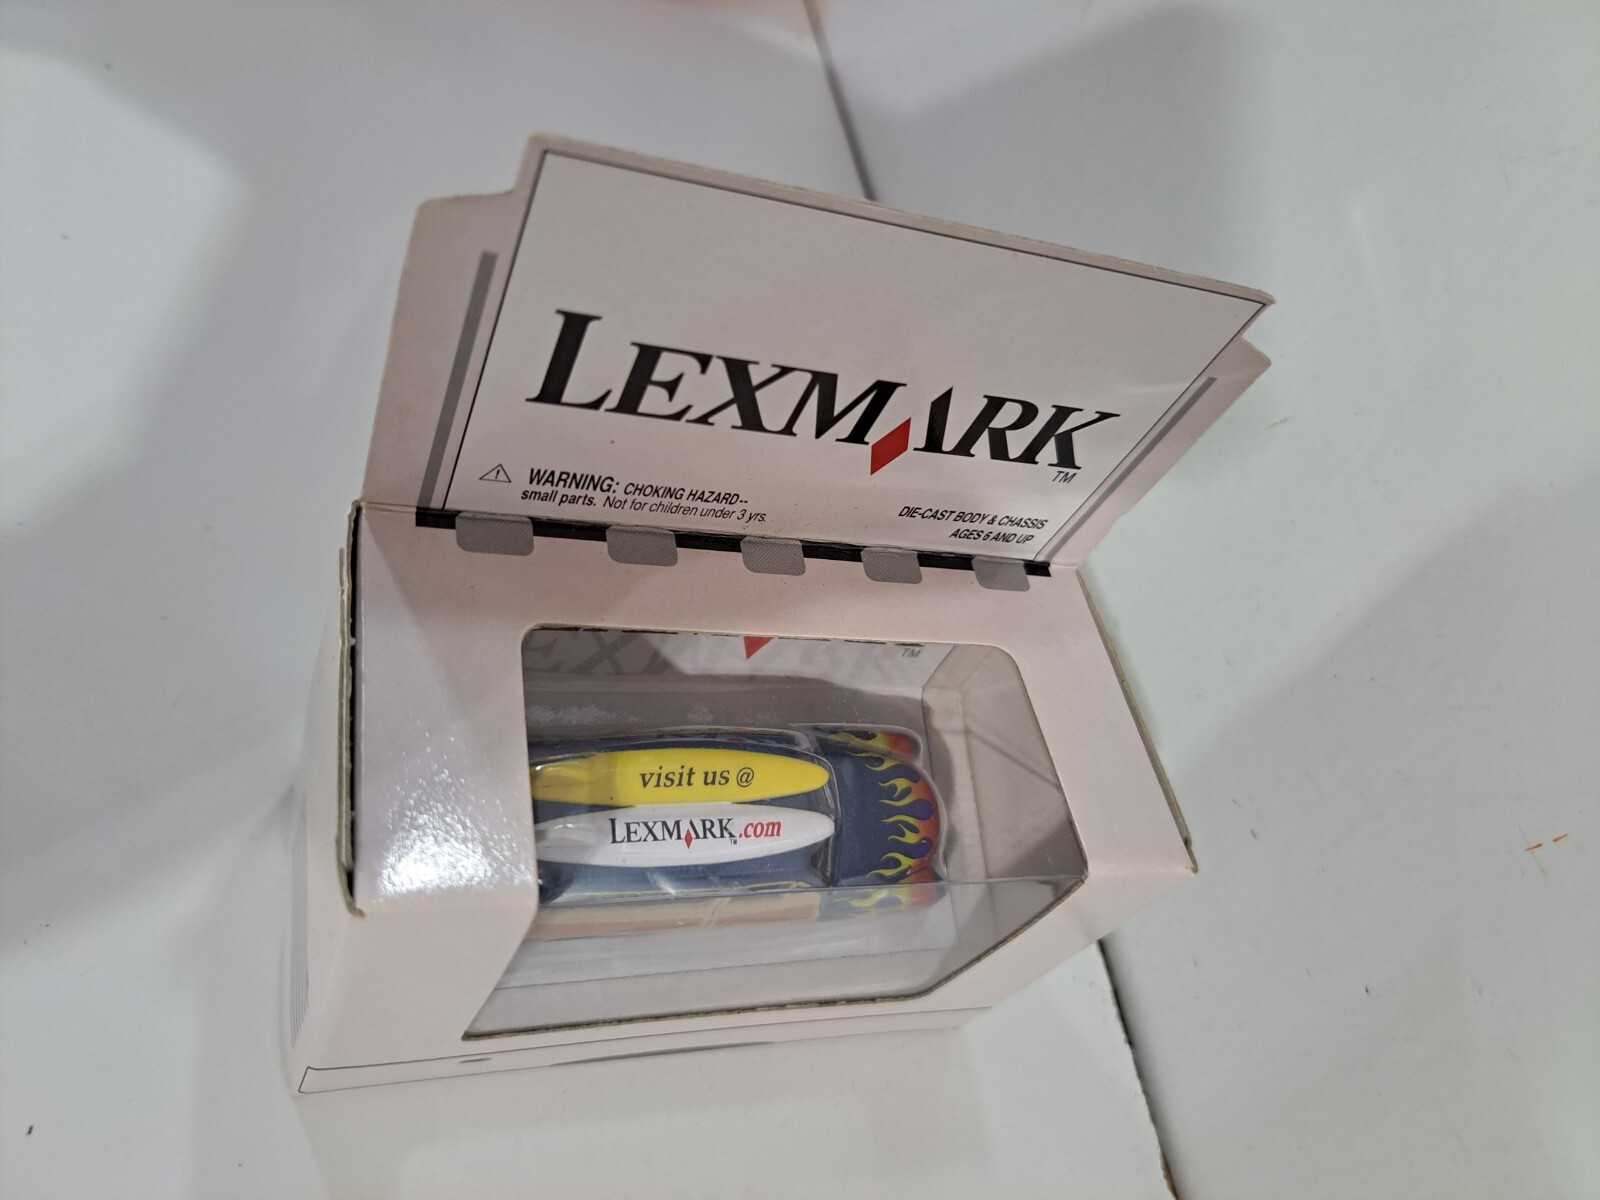 LEXMARK TM
⚠ WARNING: CHOKING HAZARD--
small parts. Not for children under 3 yrs.
DIE-CAST BODY & CHASSIS
AGES 6 AND UP
TM
visit us @
LEXMARK TM .com